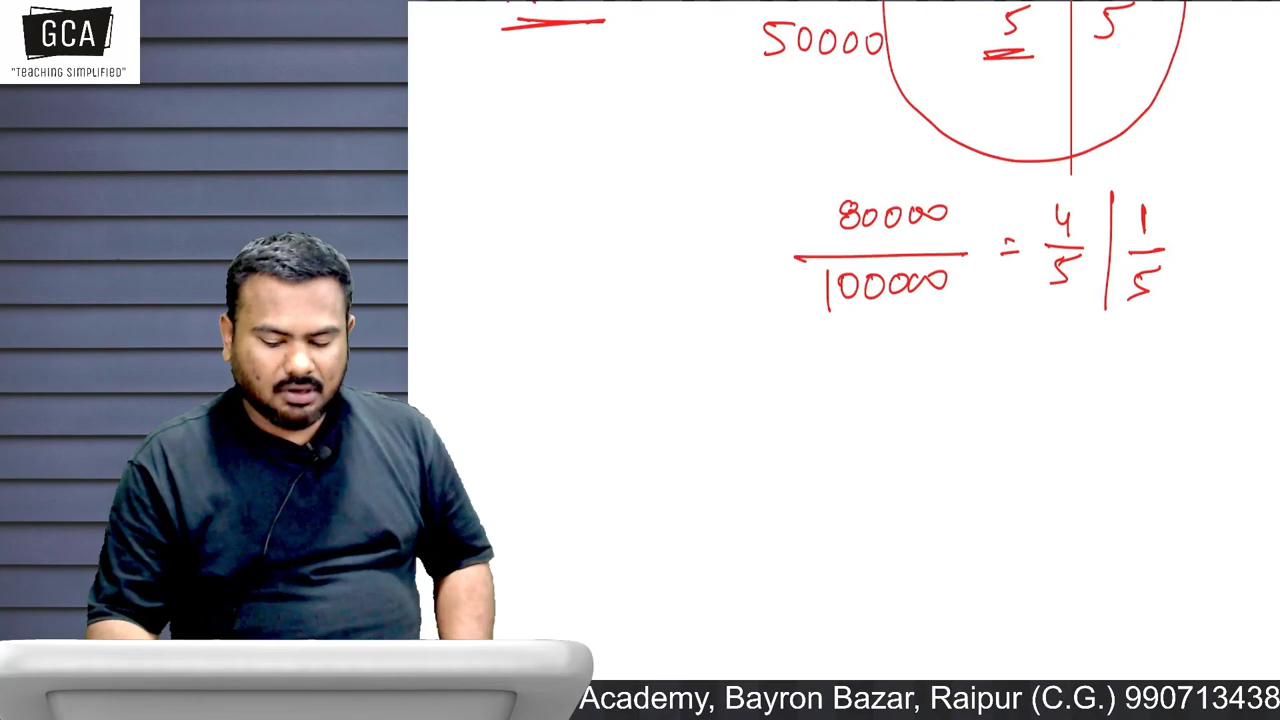 GCA
"TEACHING SIMPLIFIED"
50000
5 5
80000
100000
= 4/5 | 1/5
Academy, Bayron Bazar, Raipur (C.G.) 990713438